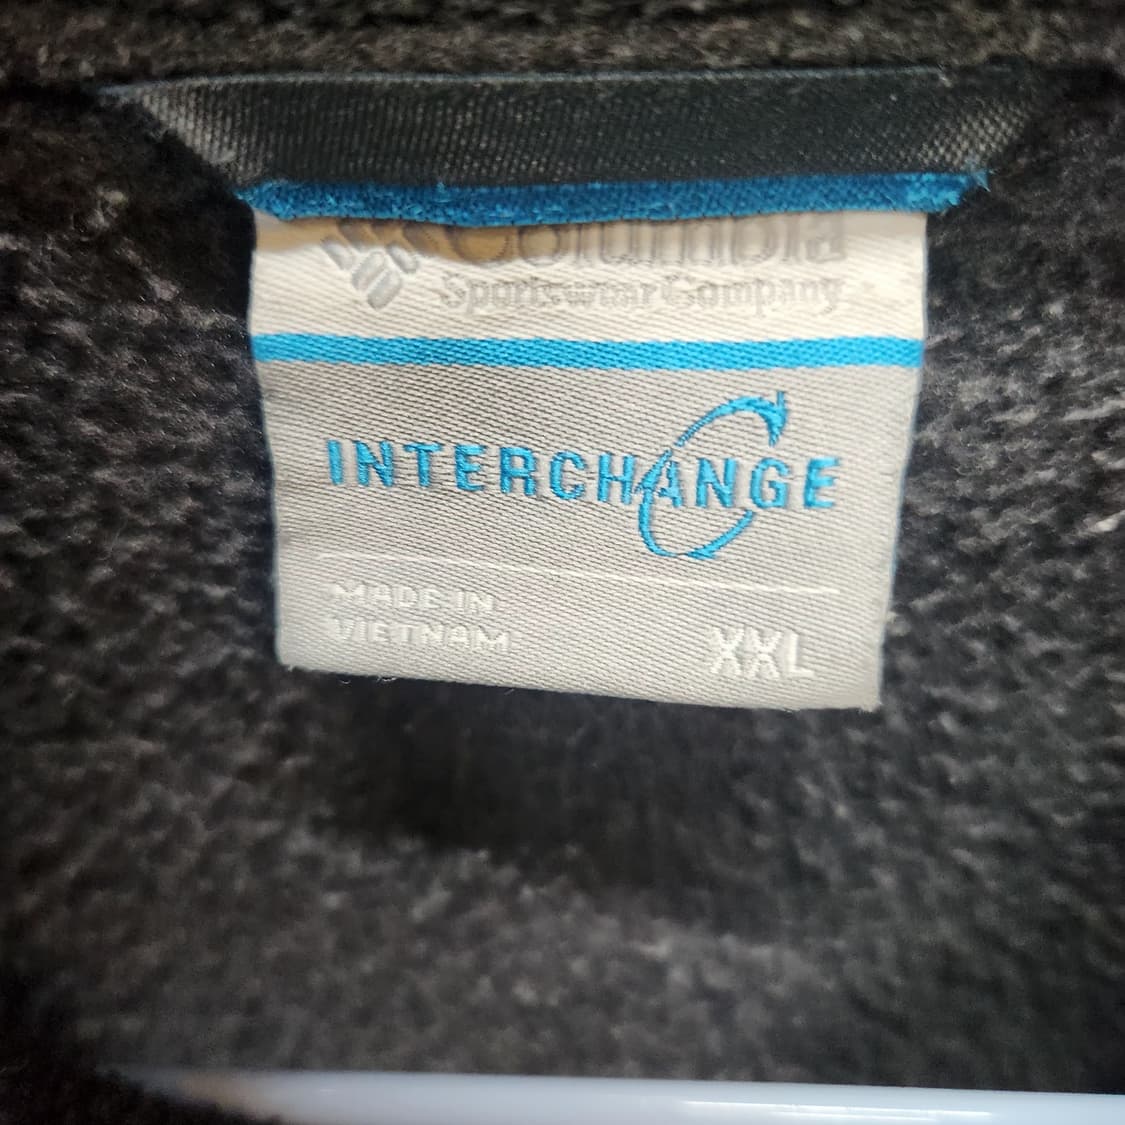 Columbia
Sportswear Company
INTERCHANGE
MADE IN
VIETNAM
XXL